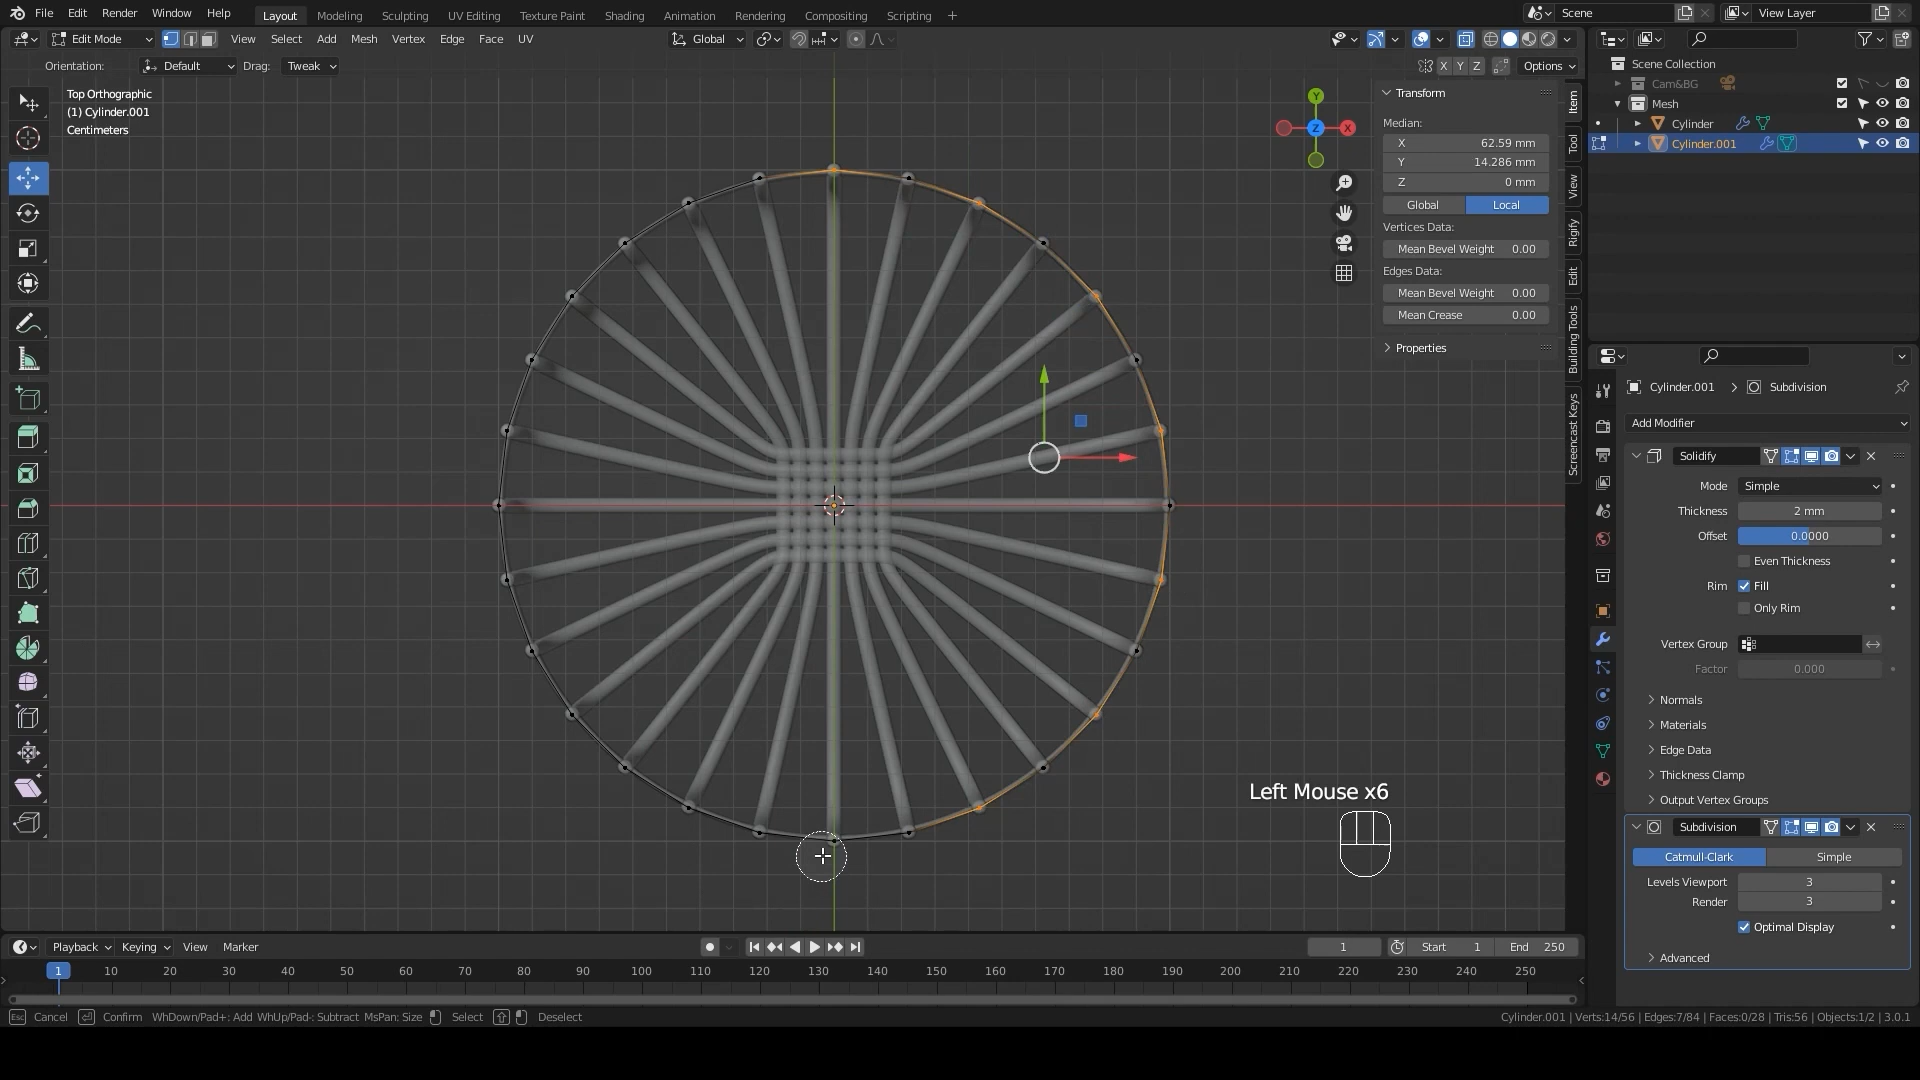 File Edit Render Window Help Layout Modeling Sculpting UV Editing Texture Paint Shading Animation Rendering Compositing Scripting + Scene View Layer
Edit Mode View Select Add Mesh Vertex Edge Face UV Global
Orientation: Default Drag: Tweak X Y Z Options
Top Orthographic
(1) Cylinder.001
Centimeters
Y
X
Z
Transform
Median:
X 62.59 mm
Y 14.286 mm
Z 0 mm
Global Local
Vertices Data:
Mean Bevel Weight 0.00
Edges Data:
Mean Bevel Weight 0.00
Mean Crease 0.00
Properties
Item
Tool
View
Rigify
Edit
Building Tools
Screencast Keys
Scene Collection
Cam&BG
Mesh
Cylinder
Cylinder.001
Cylinder.001 Subdivision
Add Modifier
Solidify
Mode Simple
Thickness 2 mm
Offset 0.0000
Even Thickness
Rim Fill
Only Rim
Vertex Group
Factor 0.000
Normals
Materials
Edge Data
Thickness Clamp
Output Vertex Groups
Subdivision
Catmull-Clark Simple
Levels Viewport 3
Render 3
Optimal Display
Advanced
Left Mouse x6
Playback Keying View Marker 1 Start 1 End 250
1 10 20 30 40 50 60 70 80 90 100 110 120 130 140 150 160 170 180 190 200 210 220 230 240 250
Esc Cancel Confirm WhDown/Pad+: Add WhUp/Pad-: Subtract MsPan: Size Select Deselect Cylinder.001 | Verts:14/56 | Edges:7/84 | Faces:0/28 | Tris:56 | Objects:1/2 | 3.0.1